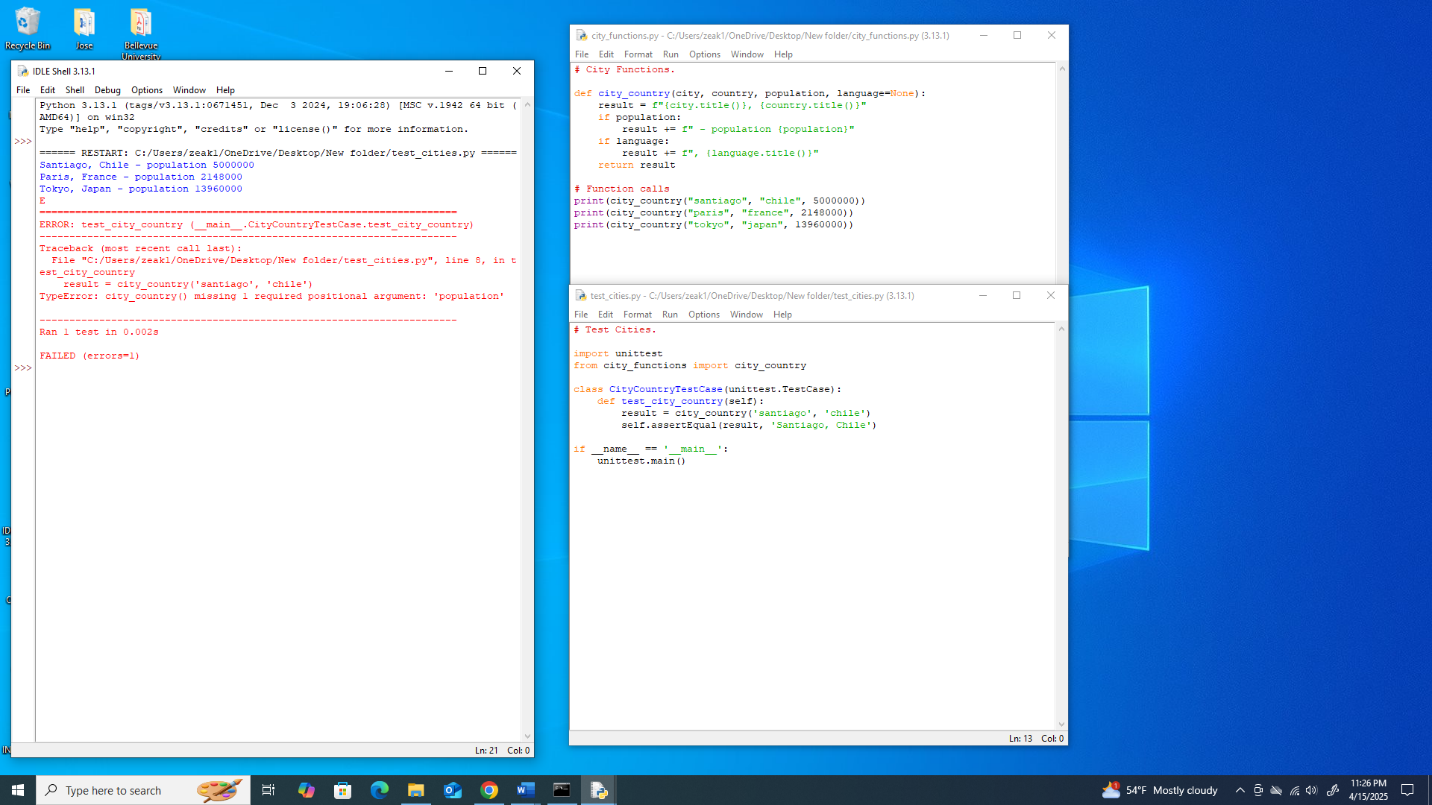 Recycle Bin
Jose
Bellevue
University
IDLE Shell 3.13.1
File Edit Shell Debug Options Window Help
Python 3.13.1 (tags/v3.13.1:0671451, Dec  3 2024, 19:06:28) [MSC v.1942 64 bit (
AMD64)] on win32
Type "help", "copyright", "credits" or "license()" for more information.
>>>
====== RESTART: C:/Users/zeak1/OneDrive/Desktop/New folder/test_cities.py ======
Santiago, Chile - population 5000000
Paris, France - population 2148000
Tokyo, Japan - population 13960000
E
======================================================================
ERROR: test_city_country (__main__.CityCountryTestCase.test_city_country)
----------------------------------------------------------------------
Traceback (most recent call last):
  File "C:/Users/zeak1/OneDrive/Desktop/New folder/test_cities.py", line 8, in t
est_city_country
    result = city_country('santiago', 'chile')
TypeError: city_country() missing 1 required positional argument: 'population'
----------------------------------------------------------------------
Ran 1 test in 0.002s
FAILED (errors=1)
>>>
Ln: 21 Col: 0
city_functions.py - C:/Users/zeak1/OneDrive/Desktop/New folder/city_functions.py (3.13.1)
File Edit Format Run Options Window Help
# City Functions.
def city_country(city, country, population, language=None):
    result = f"{city.title()}, {country.title()}"
    if population:
        result += f" - population {population}"
    if language:
        result += f", {language.title()}"
    return result
# Function calls
print(city_country("santiago", "chile", 5000000))
print(city_country("paris", "france", 2148000))
print(city_country("tokyo", "japan", 13960000))
test_cities.py - C:/Users/zeak1/OneDrive/Desktop/New folder/test_cities.py (3.13.1)
File Edit Format Run Options Window Help
# Test Cities.
import unittest
from city_functions import city_country
class CityCountryTestCase(unittest.TestCase):
    def test_city_country(self):
        result = city_country('santiago', 'chile')
        self.assertEqual(result, 'Santiago, Chile')
if __name__ == '__main__':
    unittest.main()
Ln: 13 Col: 0
Type here to search
54°F Mostly cloudy
11:26 PM
4/15/2025